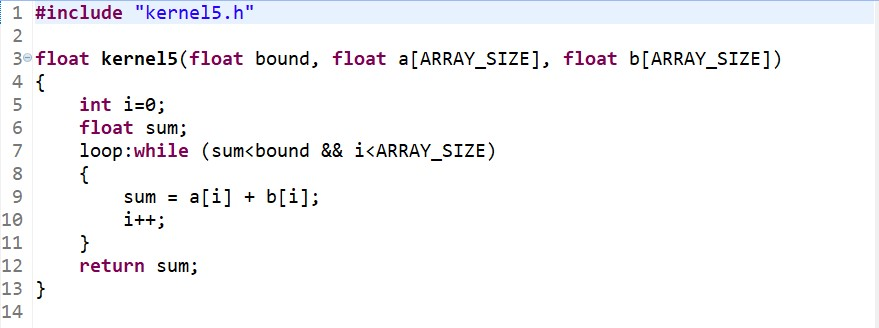 1 #include "kernel5.h"
2
3 float kernel5(float bound, float a[ARRAY_SIZE], float b[ARRAY_SIZE])
4 {
5     int i=0;
6     float sum;
7     loop:while (sum<bound && i<ARRAY_SIZE)
8     {
9         sum = a[i] + b[i];
10         i++;
11     }
12     return sum;
13 }
14